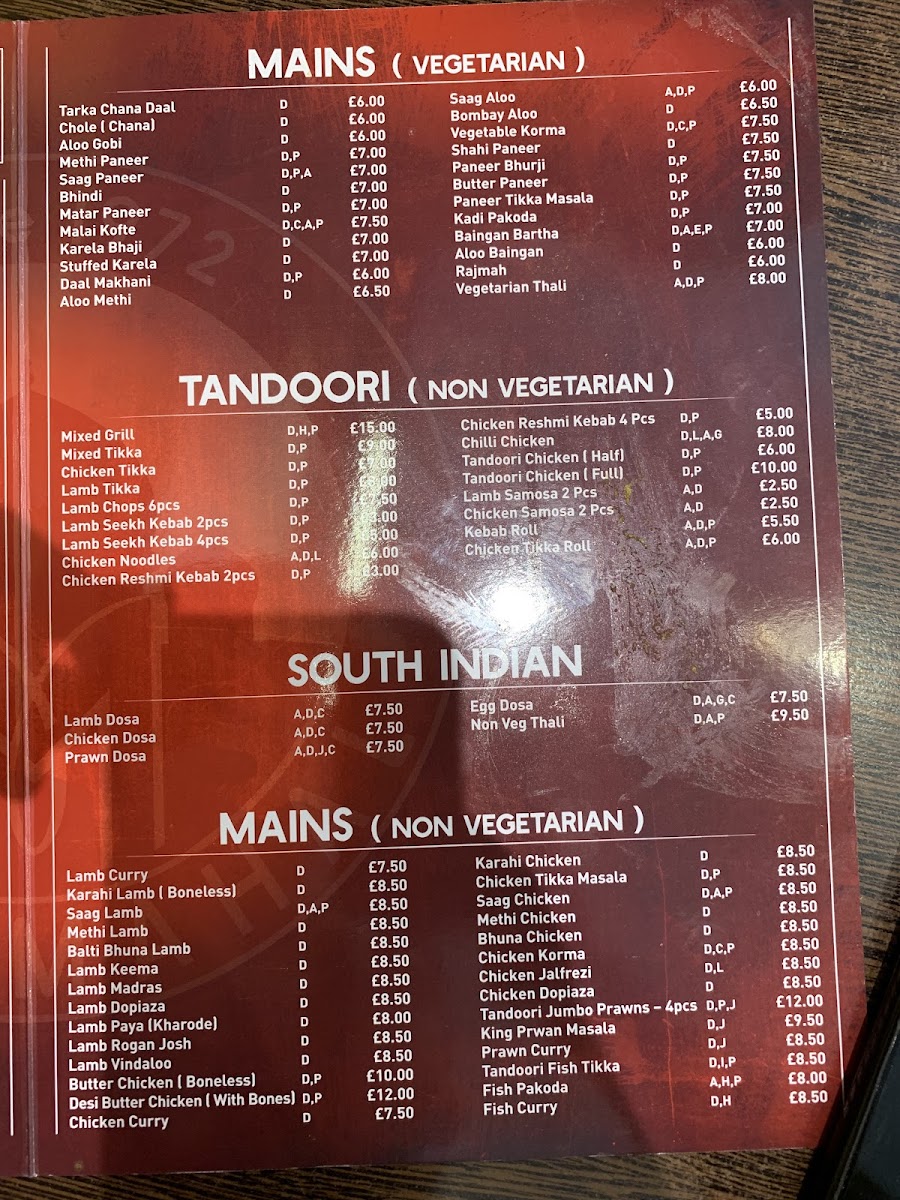 MAINS ( VEGETARIAN )
Tarka Chana Daal D £6.00
Chole ( Chana) D £6.00
Aloo Gobi D £6.00
Methi Paneer D,P £7.00
Saag Paneer D,P,A £7.00
Bhindi D £7.00
Matar Paneer D,P £7.00
Malai Kofte D,C,A,P £7.50
Karela Bhaji D £7.00
Stuffed Karela D £7.00
Daal Makhani D,P £6.00
Aloo Methi D £6.50
Saag Aloo A,D,P £6.00
Bombay Aloo D £6.50
Vegetable Korma D,C,P £7.50
Shahi Paneer D £7.50
Paneer Bhurji D,P £7.50
Butter Paneer D,P £7.50
Paneer Tikka Masala D,P £7.50
Kadi Pakoda D,P £7.00
Baingan Bartha D,A,E,P £7.00
Aloo Baingan D £6.00
Rajmah D £6.00
Vegetarian Thali A,D,P £8.00
TANDOORI ( NON VEGETARIAN )
Mixed Grill D,H,P £15.00
Mixed Tikka D,P £9.00
Chicken Tikka D,P £7.00
Lamb Tikka D,P
Lamb Chops 6pcs D,P
Lamb Seekh Kebab 2pcs D,P £3.00
Lamb Seekh Kebab 4pcs D,P £5.00
Chicken Noodles A,D,L £6.00
Chicken Reshmi Kebab 2pcs D,P £3.00
Chicken Reshmi Kebab 4 Pcs D,P £5.00
Chilli Chicken D,L,A,G £8.00
Tandoori Chicken ( Half) D,P £6.00
Tandoori Chicken ( Full) D,P £10.00
Lamb Samosa 2 Pcs A,D £2.50
Chicken Samosa 2 Pcs A,D £2.50
Kebab Roll A,D,P £5.50
Chicken Tikka Roll A,D,P £6.00
SOUTH INDIAN
Lamb Dosa A,D,C £7.50
Chicken Dosa A,D,C £7.50
Prawn Dosa A,D,J,C £7.50
Egg Dosa D,A,G,C £7.50
Non Veg Thali D,A,P £9.50
MAINS ( NON VEGETARIAN )
Lamb Curry D £7.50
Karahi Lamb ( Boneless) D £8.50
Saag Lamb D,A,P £8.50
Methi Lamb D £8.50
Balti Bhuna Lamb D £8.50
Lamb Keema D £8.50
Lamb Madras D £8.50
Lamb Dopiaza D £8.50
Lamb Paya (Kharode) D £8.00
Lamb Rogan Josh D £8.50
Lamb Vindaloo D £8.50
Butter Chicken ( Boneless) D,P £10.00
Desi Butter Chicken ( With Bones) D,P £12.00
Chicken Curry D £7.50
Karahi Chicken D £8.50
Chicken Tikka Masala D,P £8.50
Saag Chicken D,A,P £8.50
Methi Chicken D £8.50
Bhuna Chicken D £8.50
Chicken Korma D,C,P £8.50
Chicken Jalfrezi D,L £8.50
Chicken Dopiaza D £8.50
Tandoori Jumbo Prawns – 4pcs D,P,J £12.00
King Prwan Masala D,J £9.50
Prawn Curry D,J £8.50
Tandoori Fish Tikka D,I,P £8.50
Fish Pakoda A,H,P £8.00
Fish Curry D,H £8.50